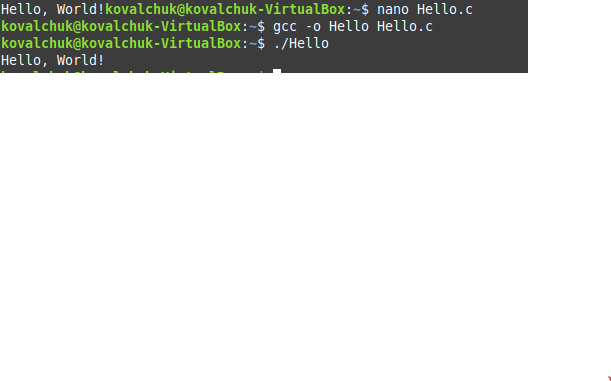 Hello, World!kovalchuk@kovalchuk-VirtualBox:~$ nano Hello.c
kovalchuk@kovalchuk-VirtualBox:~$ gcc -o Hello Hello.c
kovalchuk@kovalchuk-VirtualBox:~$ ./Hello
Hello, World!